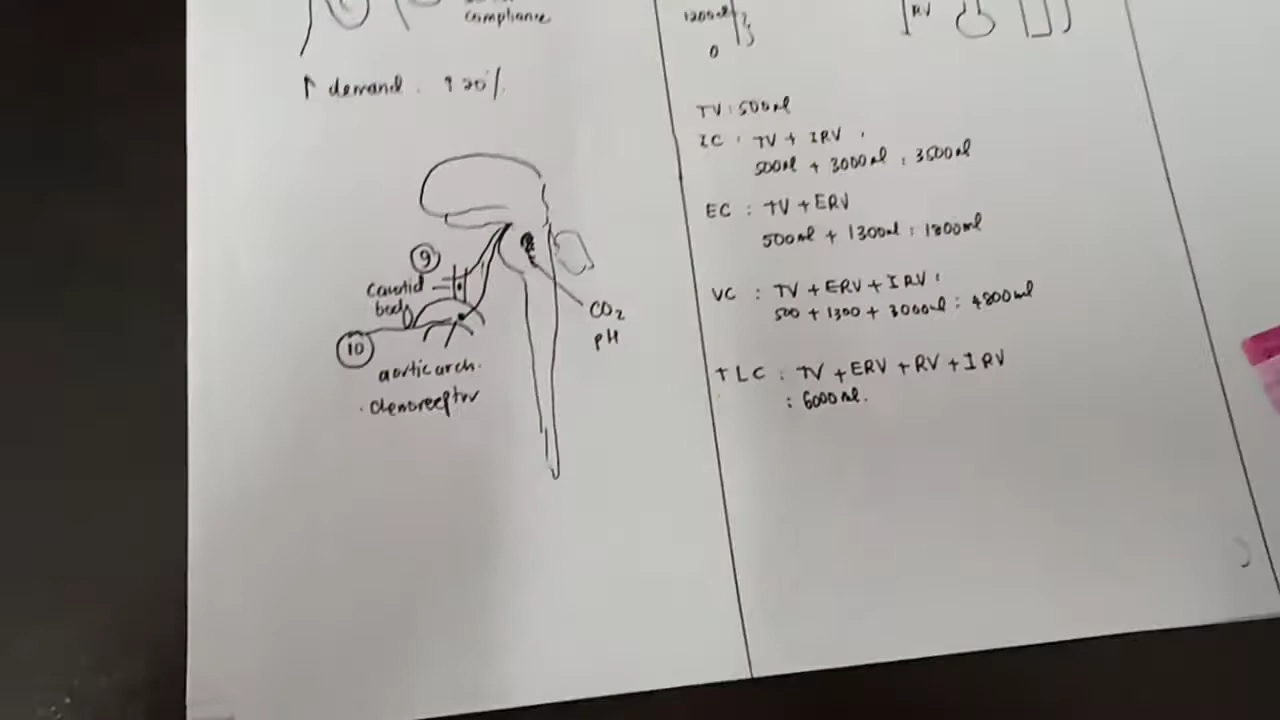 compliance
↑ demand . ↑ 20%
9
Carotid
body
10
aortic arch.
. chemoreceptor
CO₂
pH
1200ml
0
RV
TV : 500ml
IC : TV + IRV .
500ml + 3000ml : 3500ml
EC : TV + ERV
500ml + 1300ml : 1800ml
VC : TV + ERV + IRV :
500 + 1300 + 3000ml : 4800ml
TLC : TV + ERV + RV + IRV
: 6000ml.